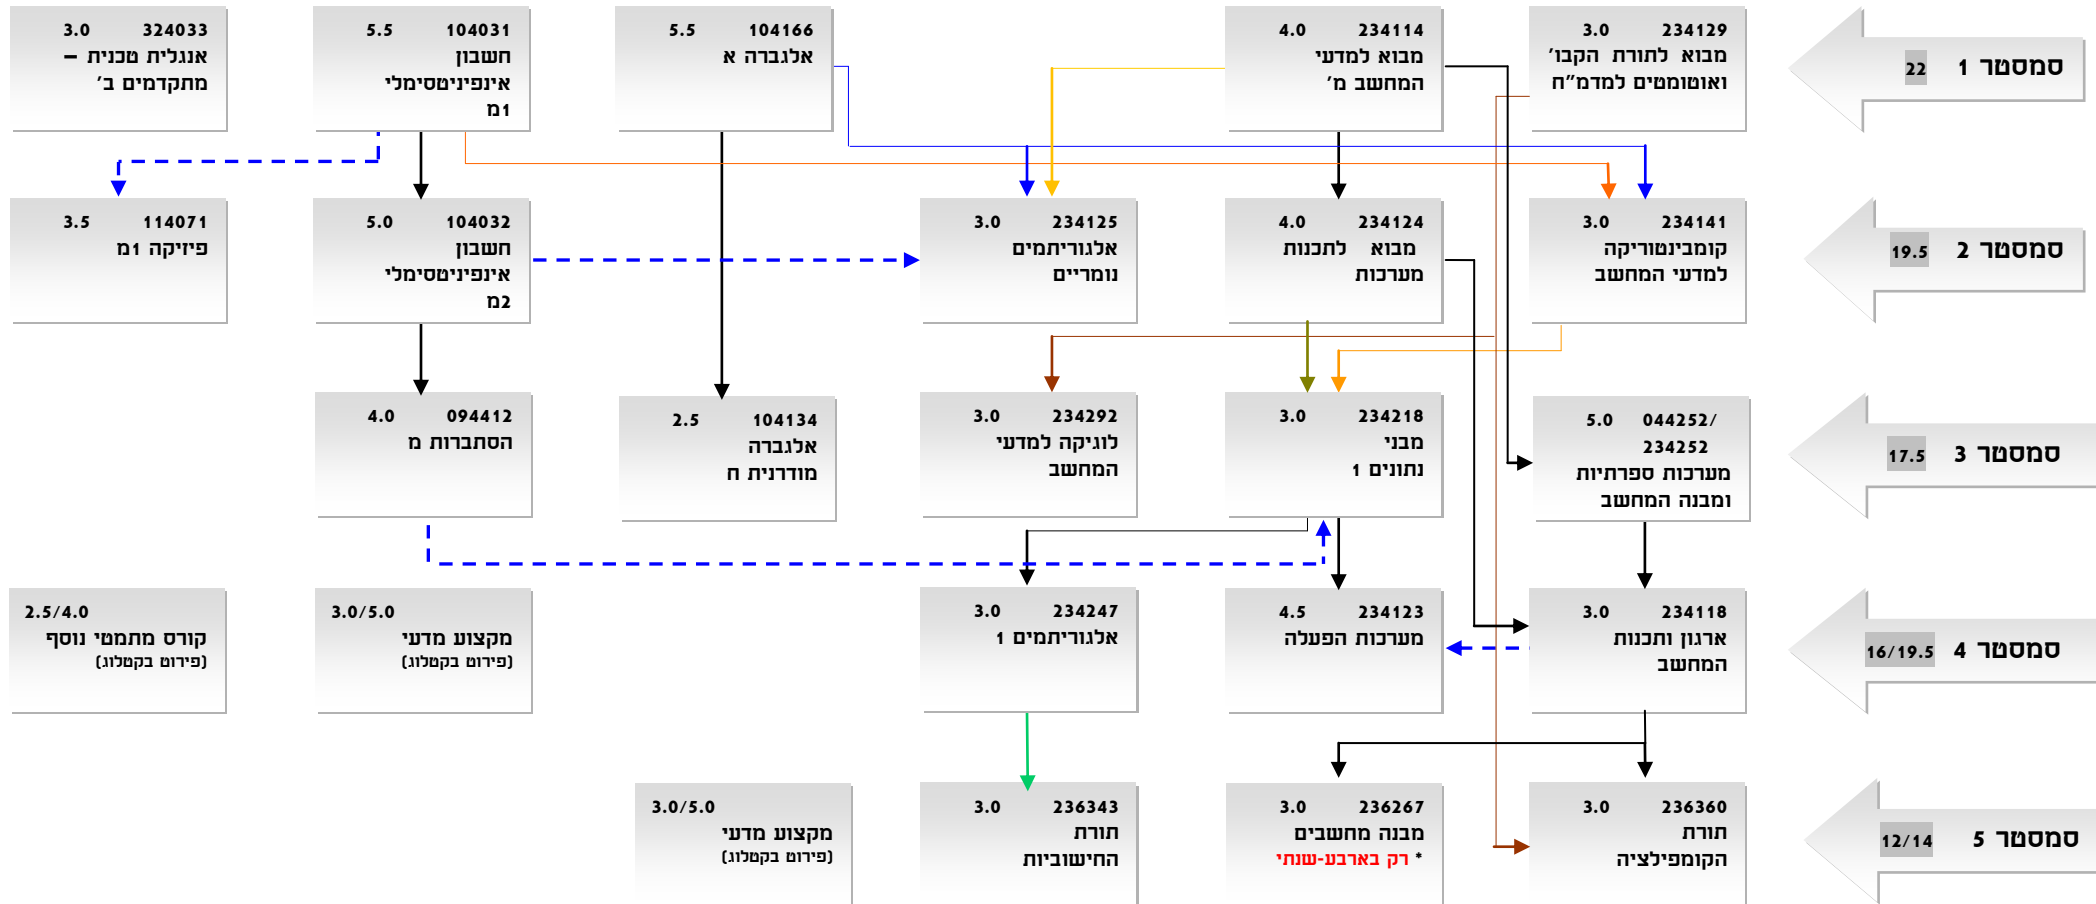 סמסטר 1 22
234129 3.0
מבוא לתורת הקבו'
ואוטומטים למדמ"ח
234114 4.0
מבוא למדעי
המחשב מ'
104166 5.5
אלגברה א
104031 5.5
חשבון
אינפיניטסימלי
1מ
324033 3.0
אנגלית טכנית –
מתקדמים ב'
סמסטר 2 19.5
234141 3.0
קומבינטוריקה
למדעי המחשב
234124 4.0
מבוא לתכנות
מערכות
234125 3.0
אלגוריתמים
נומריים
104032 5.0
חשבון
אינפיניטסימלי
2מ
114071 3.5
פיזיקה 1מ
סמסטר 3 17.5
044252/ 5.0
234252
מערכות ספרתיות
ומבנה המחשב
234218 3.0
מבני
נתונים 1
234292 3.0
לוגיקה למדעי
המחשב
104134 2.5
אלגברה
מודרנית ח
094412 4.0
הסתברות מ
סמסטר 4 16/19.5
234118 3.0
ארגון ותכנות
המחשב
234123 4.5
מערכות הפעלה
234247 3.0
אלגוריתמים 1
3.0/5.0
מקצוע מדעי
(פירוט בקטלוג)
2.5/4.0
קורס מתמטי נוסף
(פירוט בקטלוג)
סמסטר 5 12/14
236360 3.0
תורת
הקומפילציה
236267 3.0
מבנה מחשבים
* רק בארבע-שנתי
236343 3.0
תורת
החישוביות
3.0/5.0
מקצוע מדעי
(פירוט בקטלוג)